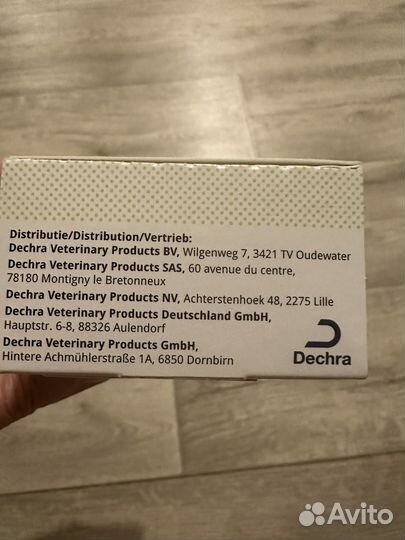 Distributie/Distribution/Vertrieb:
Dechra Veterinary Products BV, Wilgenweg 7, 3421 TV Oudewater
Dechra Veterinary Products SAS, 60 avenue du centre,
78180 Montigny le Bretonneux
Dechra Veterinary Products NV, Achterstenhoek 48, 2275 Lille
Dechra Veterinary Products Deutschland GmbH,
Hauptstr. 6-8, 88326 Aulendorf
Dechra Veterinary Products GmbH,
Hintere Achmühlerstraße 1A, 6850 Dornbirn
Dechra
Avito